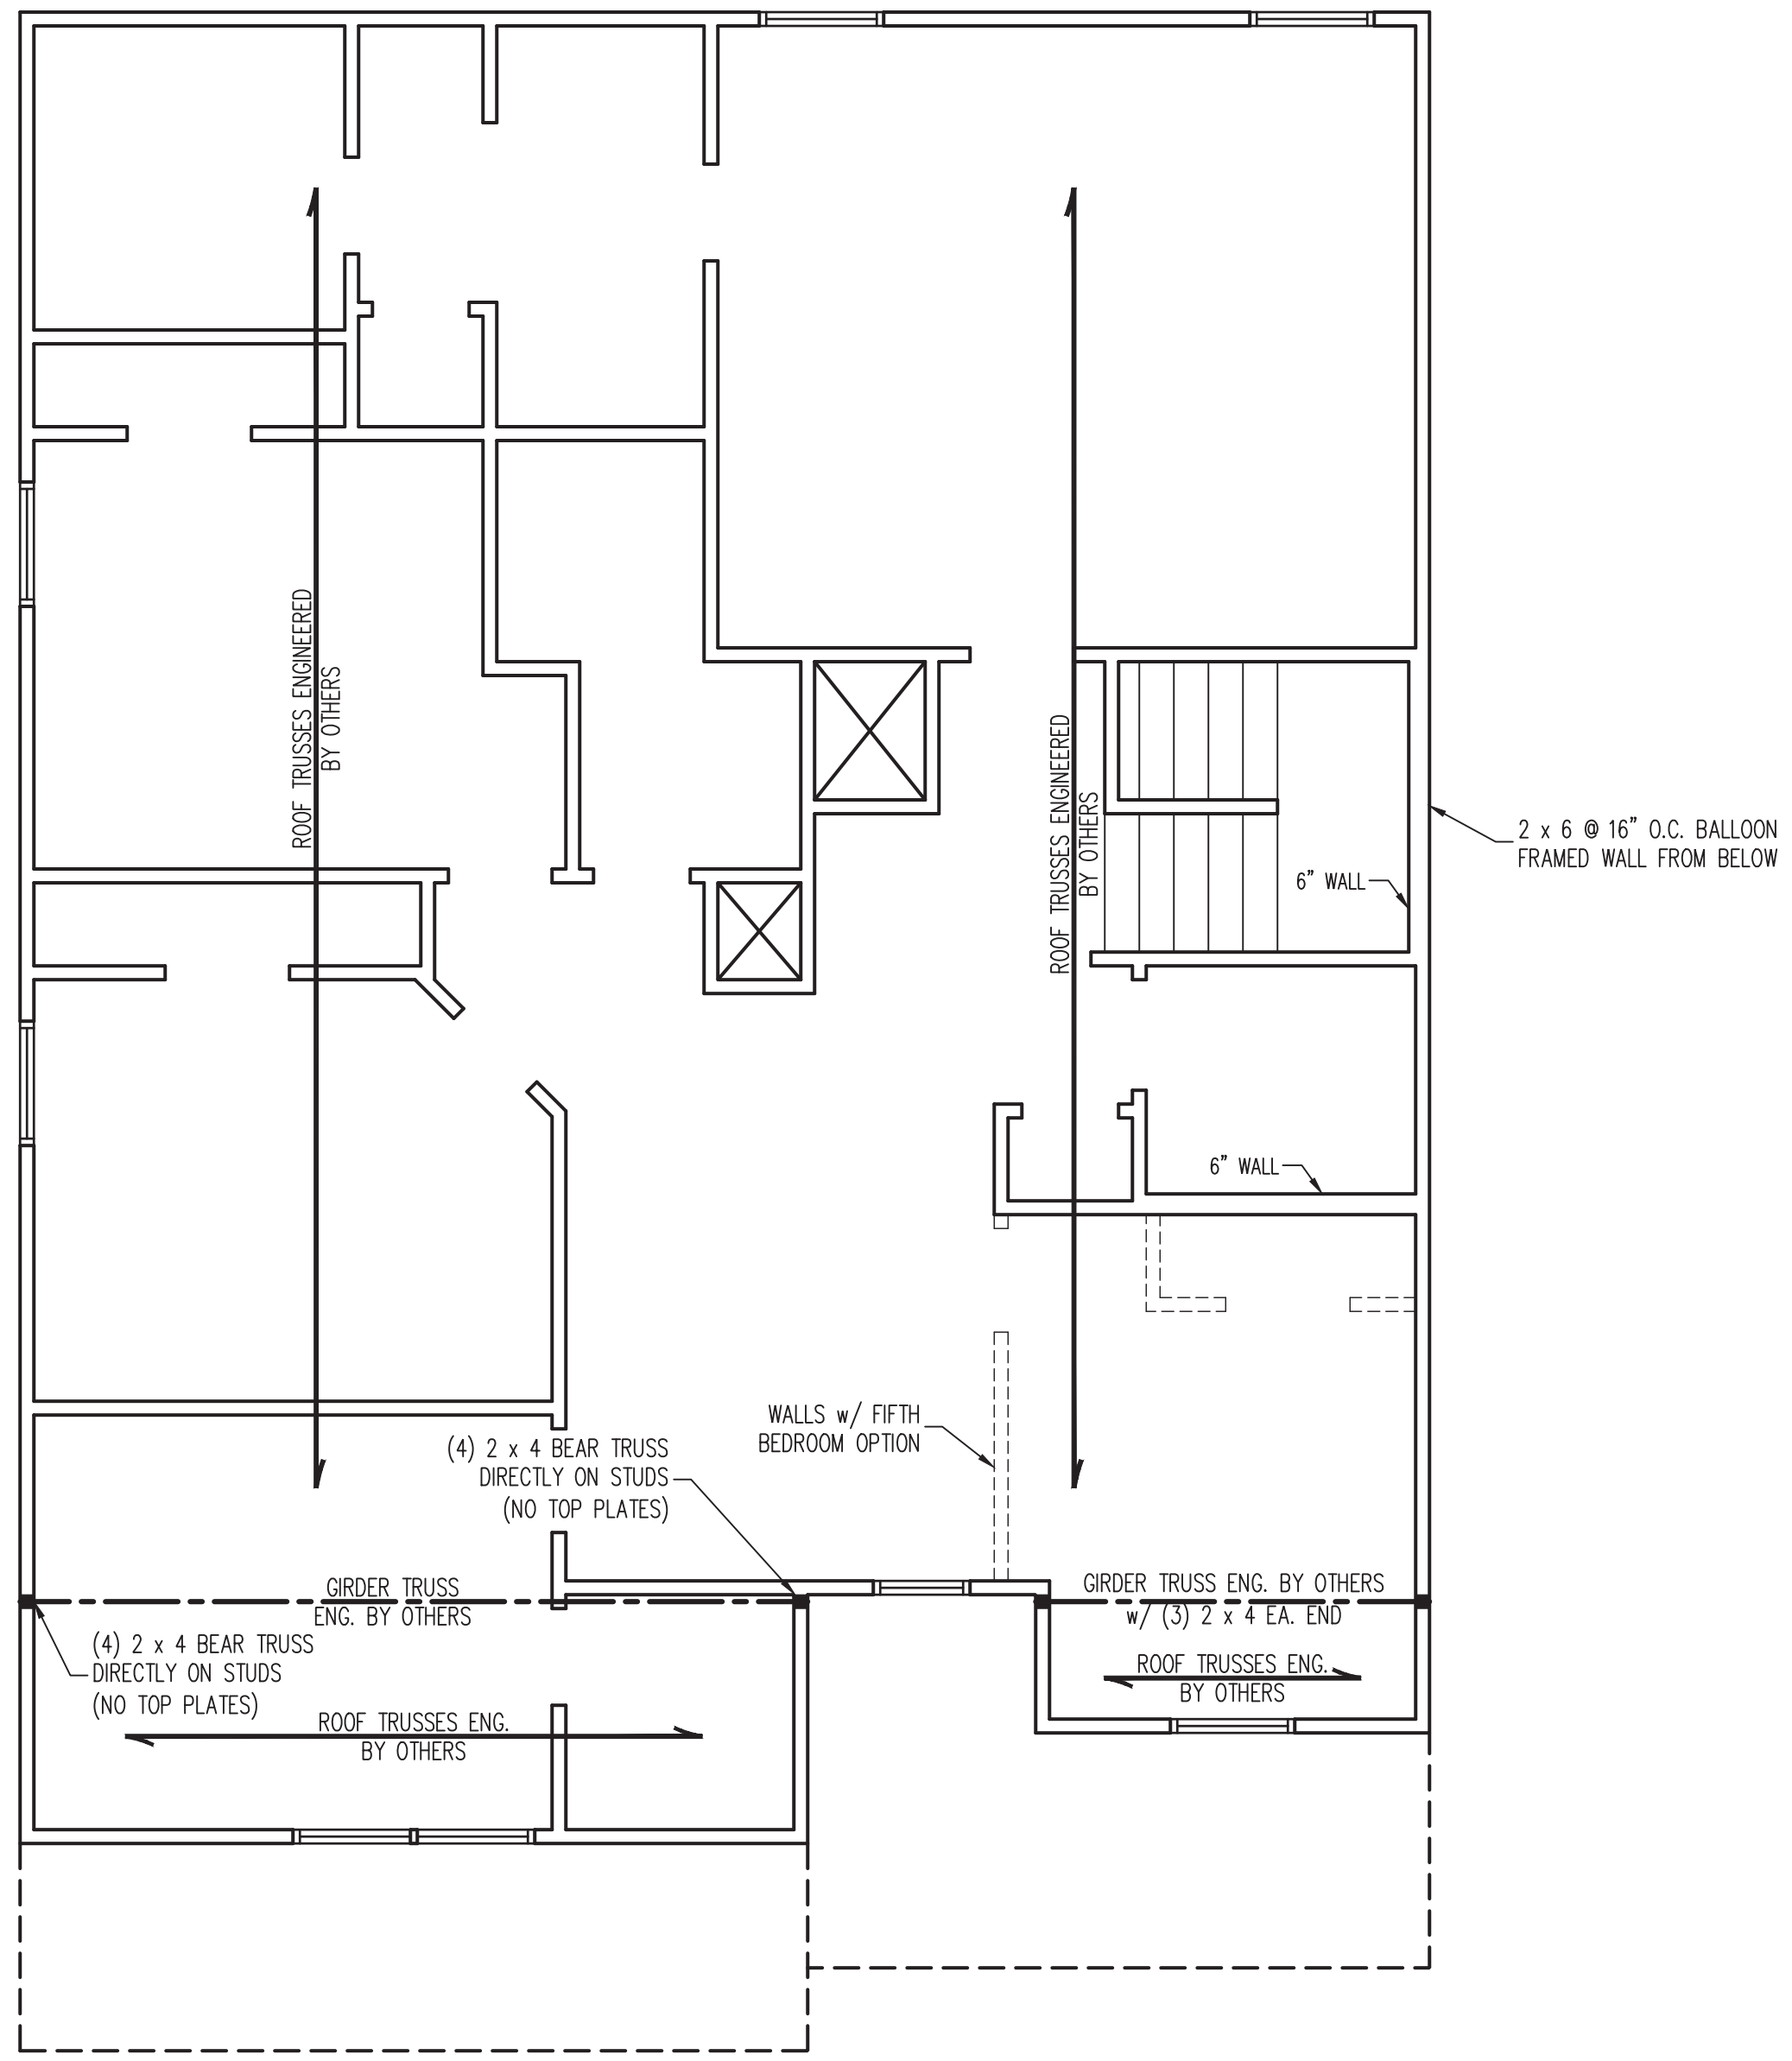 ROOF TRUSSES ENGINEERED
BY OTHERS
ROOF TRUSSES ENGINEERED
BY OTHERS
2 x 6 @ 16" O.C. BALLOON
FRAMED WALL FROM BELOW
6" WALL
6" WALL
WALLS w/ FIFTH
BEDROOM OPTION
(4) 2 x 4 BEAR TRUSS
DIRECTLY ON STUDS
(NO TOP PLATES)
GIRDER TRUSS
ENG. BY OTHERS
GIRDER TRUSS ENG. BY OTHERS
w/ (3) 2 x 4 EA. END
(4) 2 x 4 BEAR TRUSS
DIRECTLY ON STUDS
(NO TOP PLATES)
ROOF TRUSSES ENG.
BY OTHERS
ROOF TRUSSES ENG.
BY OTHERS